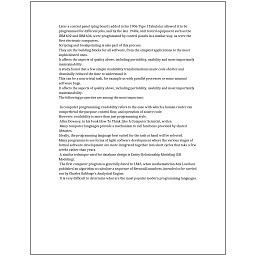 Later a control panel (plug board) added to his 1906 Type I Tabulator allowed it to be
programmed for different jobs, and by the late 1940s, unit record equipment such as the
IBM 602 and IBM 604, were programmed by control panels in a similar way, as were the
first electronic computers.
Scripting and breakpointing is also part of this process.
They are the building blocks for all software, from the simplest applications to the most
sophisticated ones.
It affects the aspects of quality above, including portability, usability and most importantly
maintainability.
A study found that a few simple readability transformations made code shorter and
drastically reduced the time to understand it.
This can be a non-trivial task, for example as with parallel processes or some unusual
software bugs.
It affects the aspects of quality above, including portability, usability and most importantly
maintainability.
The following properties are among the most important:
In computer programming, readability refers to the ease with which a human reader can
comprehend the purpose, control flow, and operation of source code.
However, readability is more than just programming style.
Allen Downey, in his book How To Think Like A Computer Scientist, writes:
Many computer languages provide a mechanism to call functions provided by shared
libraries.
Ideally, the programming language best suited for the task at hand will be selected.
Many programmers use forms of Agile software development where the various stages of
formal software development are more integrated together into short cycles that take a few
weeks rather than years.
A similar technique used for database design is Entity-Relationship Modeling (ER
Modeling).
The first computer program is generally dated to 1843, when mathematician Ada Lovelace
published an algorithm to calculate a sequence of Bernoulli numbers, intended to be carried
out by Charles Babbage's Analytical Engine.
It is very difficult to determine what are the most popular modern programming languages.